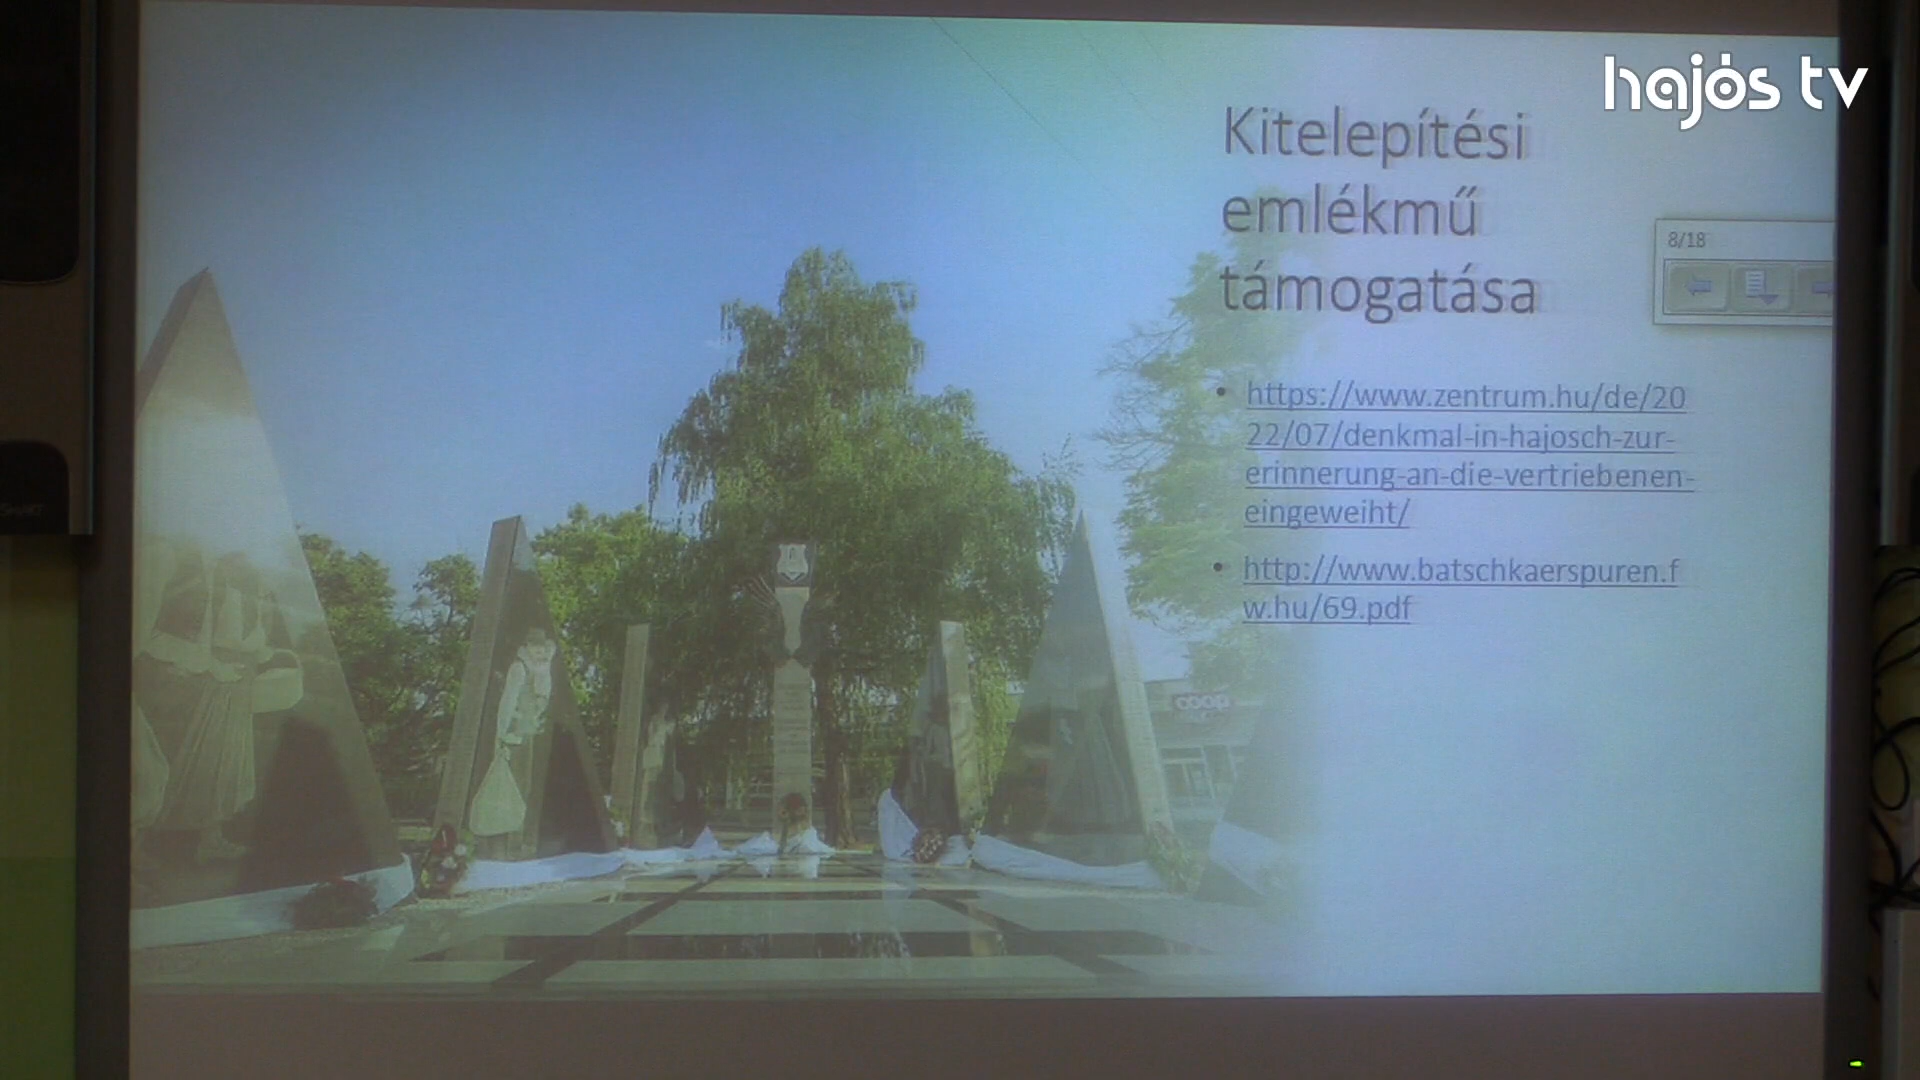 hajós tv
Kitelepítési
emlékmű
támogatása
8/18
• https://www.zentrum.hu/de/20
22/07/denkmal-in-hajosch-zur-
erinnerung-an-die-vertriebenen-
eingeweiht/
• http://www.batschkaerspuren.f
w.hu/69.pdf
coop